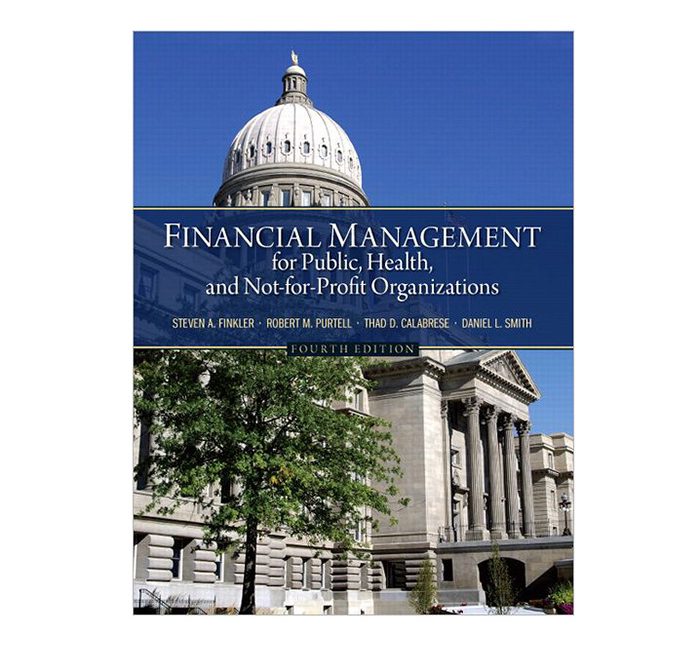 FINANCIAL MANAGEMENT
for Public, Health,
and Not-for-Profit Organizations
STEVEN A. FINKLER · ROBERT M. PURTELL · THAD D. CALABRESE · DANIEL L. SMITH
FOURTH EDITION